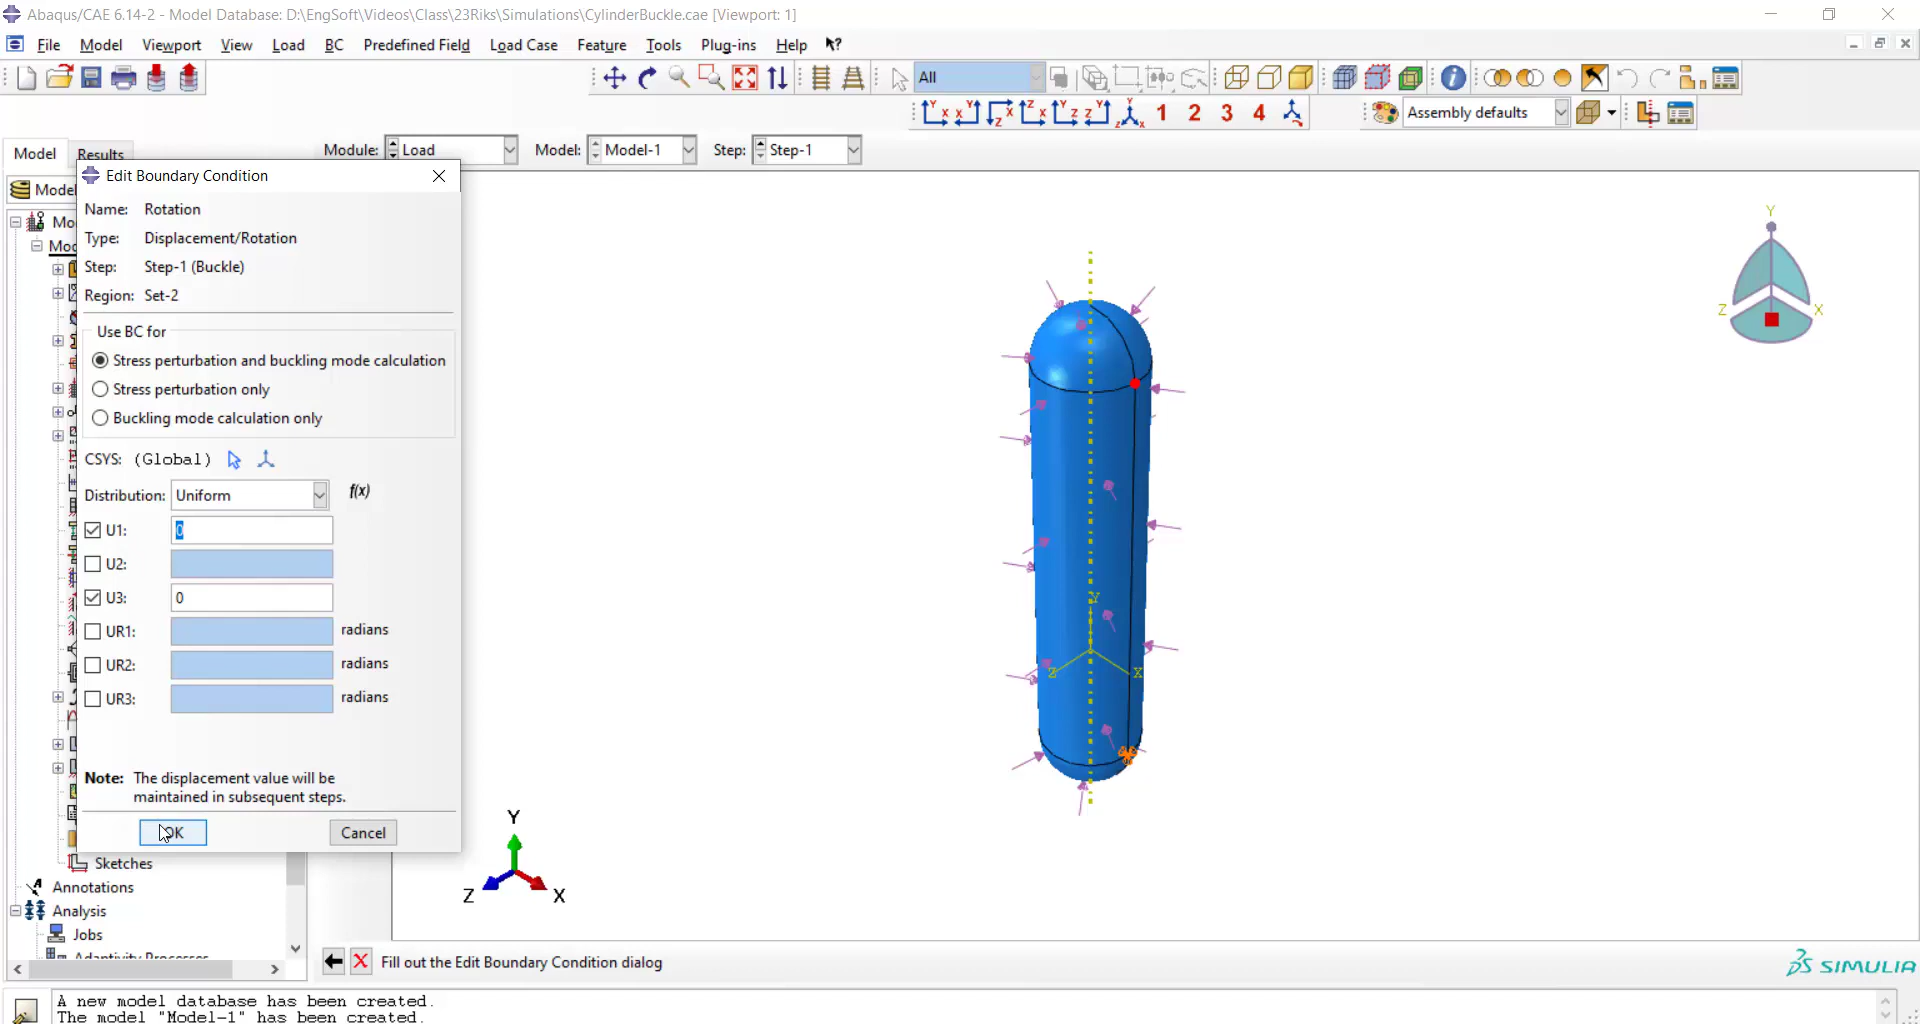 Abaqus/CAE 6.14-2 - Model Database: D:\EngSoft\Videos\Class\23Riks\Simulations\CylinderBuckle.cae [Viewport: 1]
File Model Viewport View Load BC Predefined Field Load Case Feature Tools Plug-ins Help
All
1 2 3 4
Assembly defaults
Model Results
Module: Load Model: Model-1 Step: Step-1
Edit Boundary Condition
Name: Rotation
Type: Displacement/Rotation
Step: Step-1 (Buckle)
Region: Set-2
Use BC for
Stress perturbation and buckling mode calculation
Stress perturbation only
Buckling mode calculation only
CSYS: (Global)
Distribution: Uniform f(x)
U1: 0
U2:
U3: 0
UR1: radians
UR2: radians
UR3: radians
Note: The displacement value will be
maintained in subsequent steps.
OK Cancel
Sketches
Annotations
Analysis
Jobs
Adaptivity Processes
Y
Z X
Y
Z X
Y
Z X
Fill out the Edit Boundary Condition dialog
SIMULIA
A new model database has been created.
The model "Model-1" has been created.